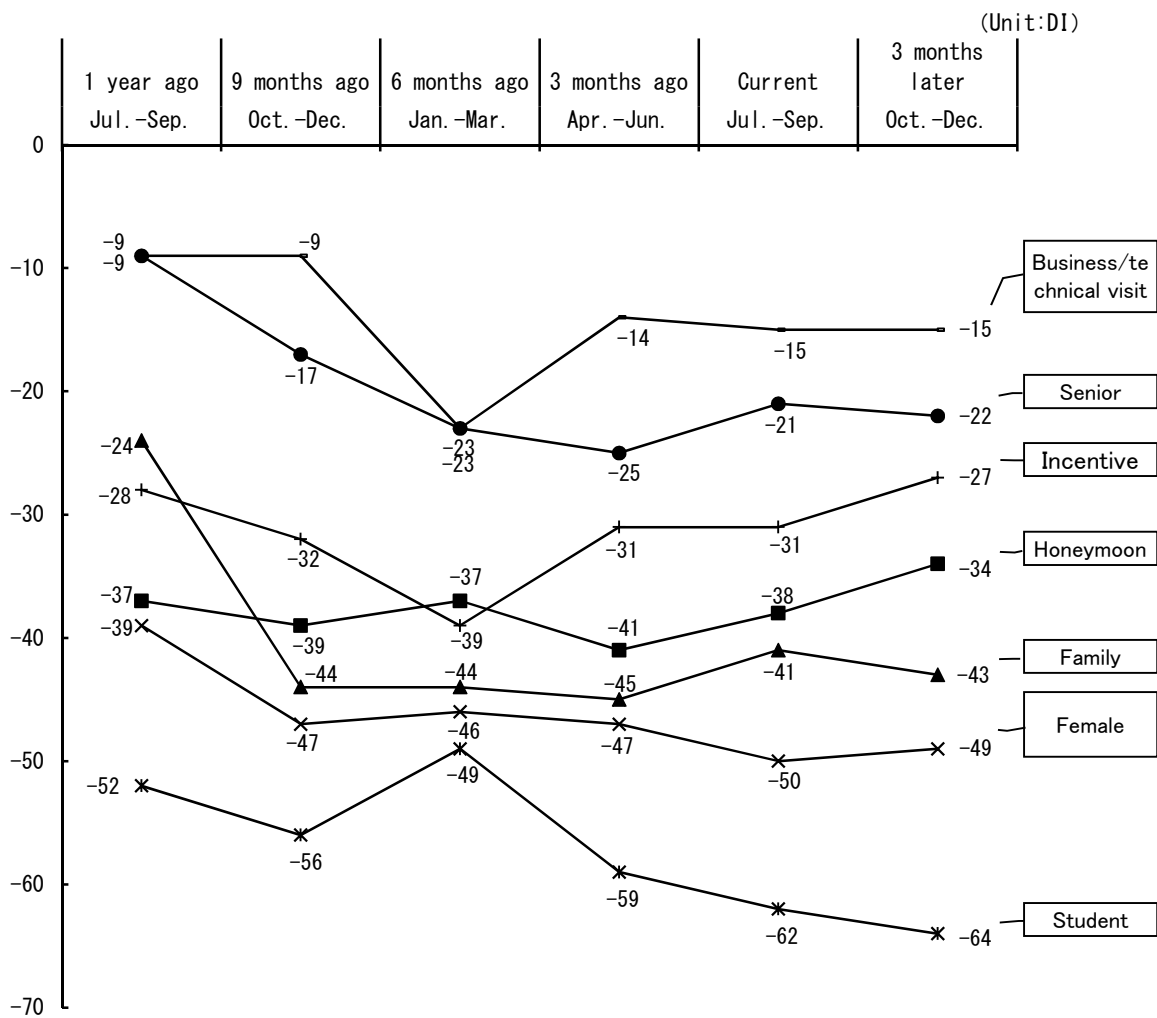 (Unit:DI)
1 year ago
9 months ago
6 months ago
3 months ago
Current
3 months
later
Jul.-Sep.
Oct.-Dec.
Jan.-Mar.
Apr.-Jun.
Jul.-Sep.
Oct.-Dec.
0
-10
-20
-30
-40
-50
-60
-70
-9
-9
-23
-14
-15
-15
Business/te
chnical visit
-9
-17
-23
-25
-21
-22
Senior
-28
-32
-39
-31
-31
-27
Incentive
-37
-39
-37
-41
-38
-34
Honeymoon
-24
-44
-44
-45
-41
-43
Family
-39
-47
-46
-47
-50
-49
Female
-52
-56
-49
-59
-62
-64
Student